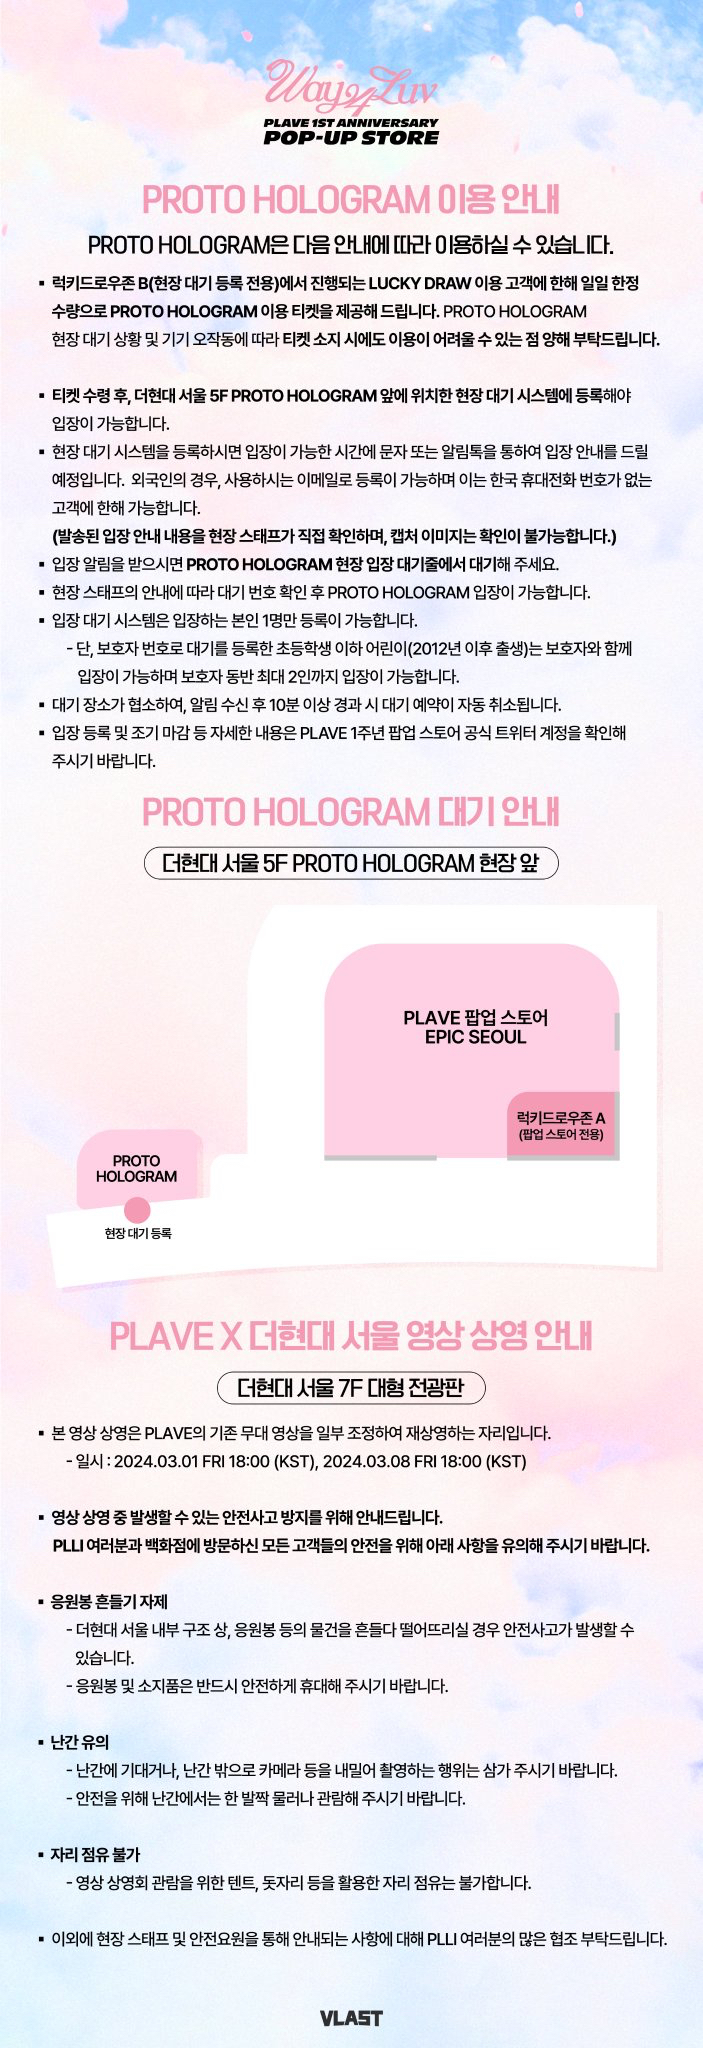 Way 4 Luv
PLAVE 1ST ANNIVERSARY
POP-UP STORE
PROTO HOLOGRAM 이용 안내
PROTO HOLOGRAM은 다음 안내에 따라 이용하실 수 있습니다.
▪ 럭키드로우존 B(현장 대기 등록 전용)에서 진행되는 LUCKY DRAW 이용 고객에 한해 일일 한정
수량으로 PROTO HOLOGRAM 이용 티켓을 제공해 드립니다. PROTO HOLOGRAM
현장 대기 상황 및 기기 오작동에 따라 티켓 소지 시에도 이용이 어려울 수 있는 점 양해 부탁드립니다.
▪ 티켓 수령 후, 더현대 서울 5F PROTO HOLOGRAM 앞에 위치한 현장 대기 시스템에 등록해야
입장이 가능합니다.
▪ 현장 대기 시스템을 등록하시면 입장이 가능한 시간에 문자 또는 알림톡을 통하여 입장 안내를 드릴
예정입니다. 외국인의 경우, 사용하시는 이메일로 등록이 가능하며 이는 한국 휴대전화 번호가 없는
고객에 한해 가능합니다.
(발송된 입장 안내 내용을 현장 스태프가 직접 확인하며, 캡처 이미지는 확인이 불가능합니다.)
▪ 입장 알림을 받으시면 PROTO HOLOGRAM 현장 입장 대기줄에서 대기해 주세요.
▪ 현장 스태프의 안내에 따라 대기 번호 확인 후 PROTO HOLOGRAM 입장이 가능합니다.
▪ 입장 대기 시스템은 입장하는 본인 1명만 등록이 가능합니다.
- 단, 보호자 번호로 대기를 등록한 초등학생 이하 어린이(2012년 이후 출생)는 보호자와 함께
입장이 가능하며 보호자 동반 최대 2인까지 입장이 가능합니다.
▪ 대기 장소가 협소하여, 알림 수신 후 10분 이상 경과 시 대기 예약이 자동 취소됩니다.
▪ 입장 등록 및 조기 마감 등 자세한 내용은 PLAVE 1주년 팝업 스토어 공식 트위터 계정을 확인해
주시기 바랍니다.
PROTO HOLOGRAM 대기 안내
더현대 서울 5F PROTO HOLOGRAM 현장 앞
PLAVE 팝업 스토어
EPIC SEOUL
럭키드로우존 A
(팝업 스토어 전용)
PROTO
HOLOGRAM
현장 대기 등록
PLAVE X 더현대 서울 영상 상영 안내
더현대 서울 7F 대형 전광판
▪ 본 영상 상영은 PLAVE의 기존 무대 영상을 일부 조정하여 재상영하는 자리입니다.
- 일시 : 2024.03.01 FRI 18:00 (KST), 2024.03.08 FRI 18:00 (KST)
▪ 영상 상영 중 발생할 수 있는 안전사고 방지를 위해 안내드립니다.
PLLI 여러분과 백화점에 방문하신 모든 고객들의 안전을 위해 아래 사항을 유의해 주시기 바랍니다.
▪ 응원봉 흔들기 자제
- 더현대 서울 내부 구조 상, 응원봉 등의 물건을 흔들다 떨어뜨리실 경우 안전사고가 발생할 수
있습니다.
- 응원봉 및 소지품은 반드시 안전하게 휴대해 주시기 바랍니다.
▪ 난간 유의
- 난간에 기대거나, 난간 밖으로 카메라 등을 내밀어 촬영하는 행위는 삼가 주시기 바랍니다.
- 안전을 위해 난간에서는 한 발짝 물러나 관람해 주시기 바랍니다.
▪ 자리 점유 불가
- 영상 상영회 관람을 위한 텐트, 돗자리 등을 활용한 자리 점유는 불가합니다.
▪ 이외에 현장 스태프 및 안전요원을 통해 안내되는 사항에 대해 PLLI 여러분의 많은 협조 부탁드립니다.
VLAST